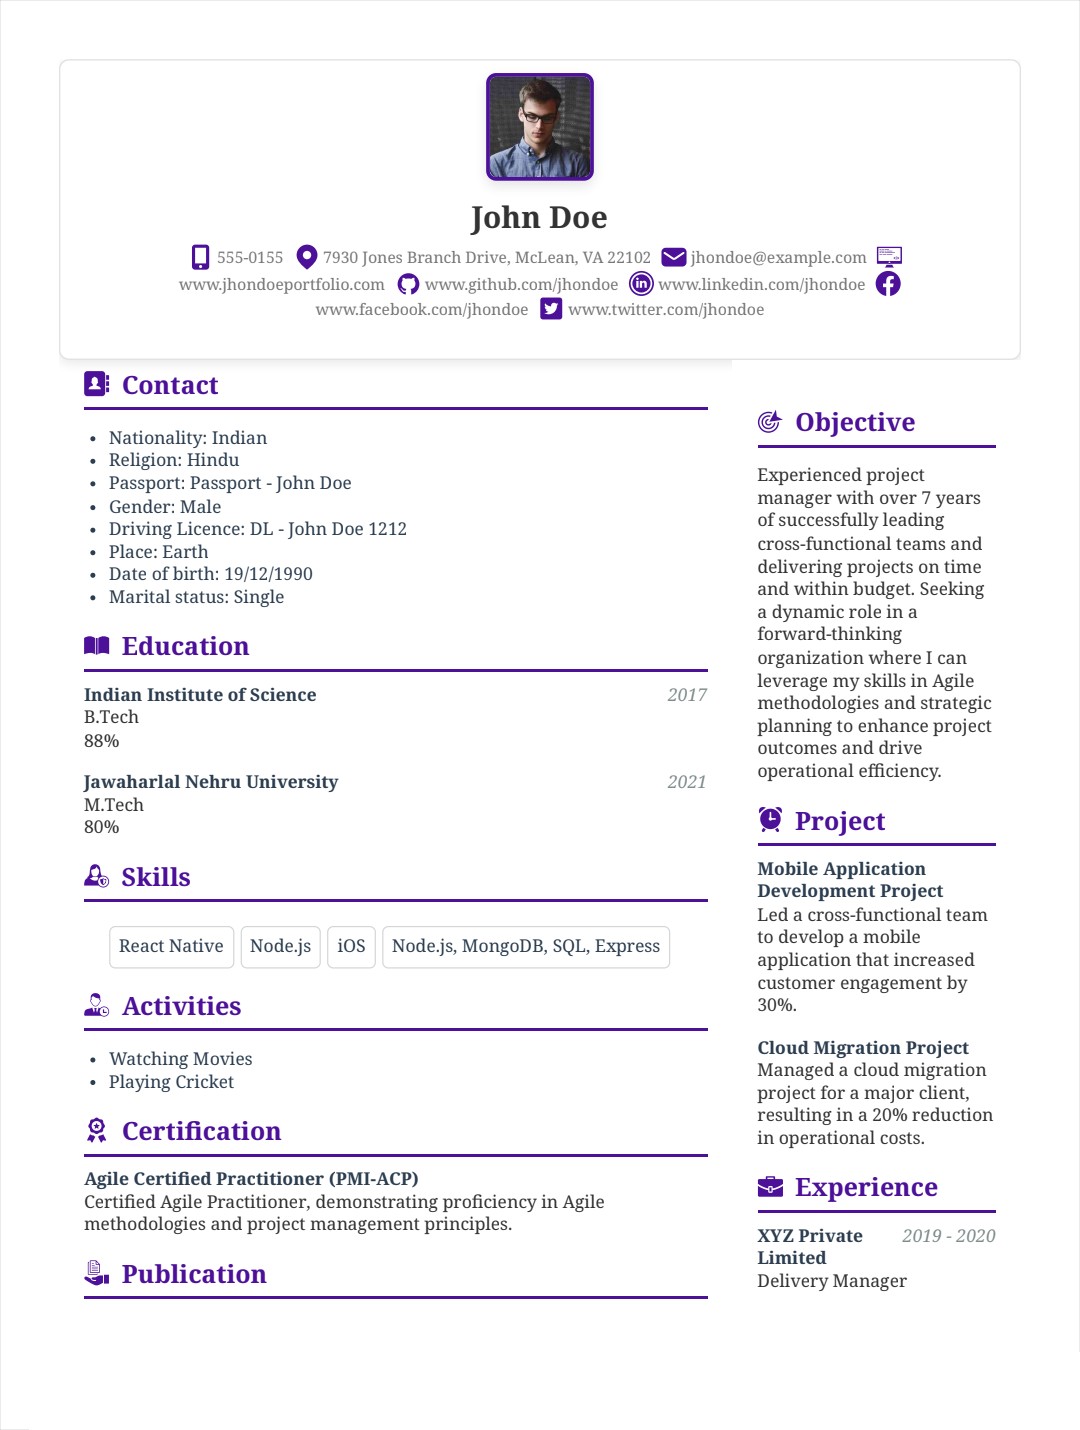 John Doe
555-0155 7930 Jones Branch Drive, McLean, VA 22102 jhondoe@example.com
www.jhondoeportfolio.com www.github.com/jhondoe www.linkedin.com/jhondoe
www.facebook.com/jhondoe www.twitter.com/jhondoe
Contact
• Nationality: Indian
• Religion: Hindu
• Passport: Passport - John Doe
• Gender: Male
• Driving Licence: DL - John Doe 1212
• Place: Earth
• Date of birth: 19/12/1990
• Marital status: Single
Education
Indian Institute of Science 2017
B.Tech
88%
Jawaharlal Nehru University 2021
M.Tech
80%
Skills
React Native Node.js iOS Node.js, MongoDB, SQL, Express
Activities
• Watching Movies
• Playing Cricket
Certification
Agile Certified Practitioner (PMI-ACP)
Certified Agile Practitioner, demonstrating proficiency in Agile
methodologies and project management principles.
Publication
Objective
Experienced project
manager with over 7 years
of successfully leading
cross-functional teams and
delivering projects on time
and within budget. Seeking
a dynamic role in a
forward-thinking
organization where I can
leverage my skills in Agile
methodologies and strategic
planning to enhance project
outcomes and drive
operational efficiency.
Project
Mobile Application
Development Project
Led a cross-functional team
to develop a mobile
application that increased
customer engagement by
30%.
Cloud Migration Project
Managed a cloud migration
project for a major client,
resulting in a 20% reduction
in operational costs.
Experience
XYZ Private 2019 - 2020
Limited
Delivery Manager